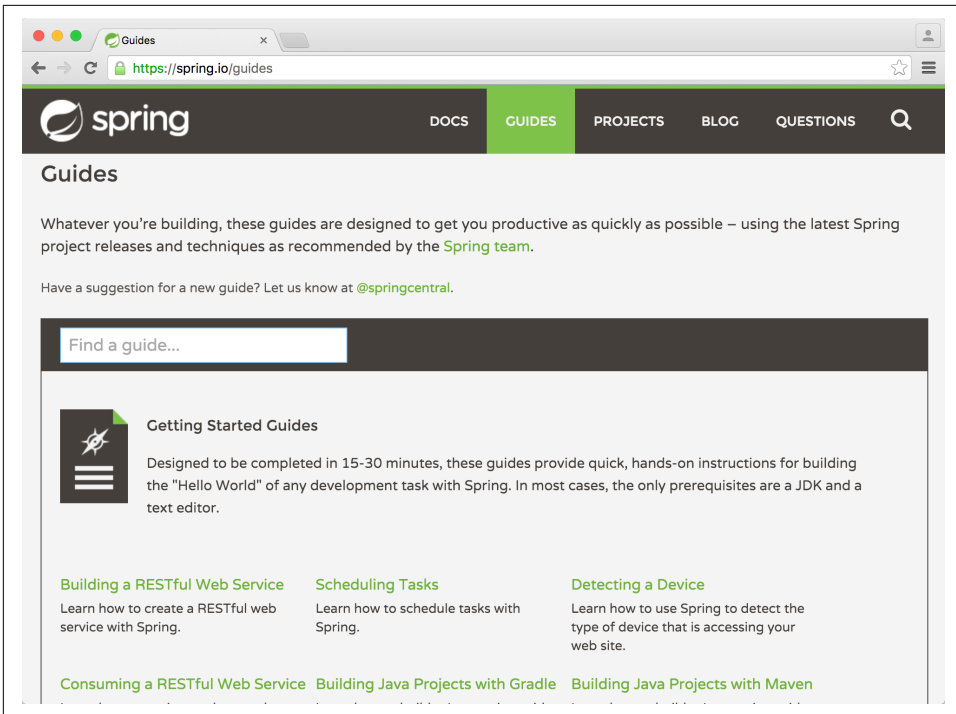 Guides
https://spring.io/guides
spring
DOCS GUIDES PROJECTS BLOG QUESTIONS
Guides
Whatever you're building, these guides are designed to get you productive as quickly as possible – using the latest Spring
project releases and techniques as recommended by the Spring team.
Have a suggestion for a new guide? Let us know at @springcentral.
Find a guide...
Getting Started Guides
Designed to be completed in 15-30 minutes, these guides provide quick, hands-on instructions for building
the "Hello World" of any development task with Spring. In most cases, the only prerequisites are a JDK and a
text editor.
Building a RESTful Web Service
Learn how to create a RESTful web
service with Spring.
Scheduling Tasks
Learn how to schedule tasks with
Spring.
Detecting a Device
Learn how to use Spring to detect the
type of device that is accessing your
web site.
Consuming a RESTful Web Service
Building Java Projects with Gradle
Building Java Projects with Maven